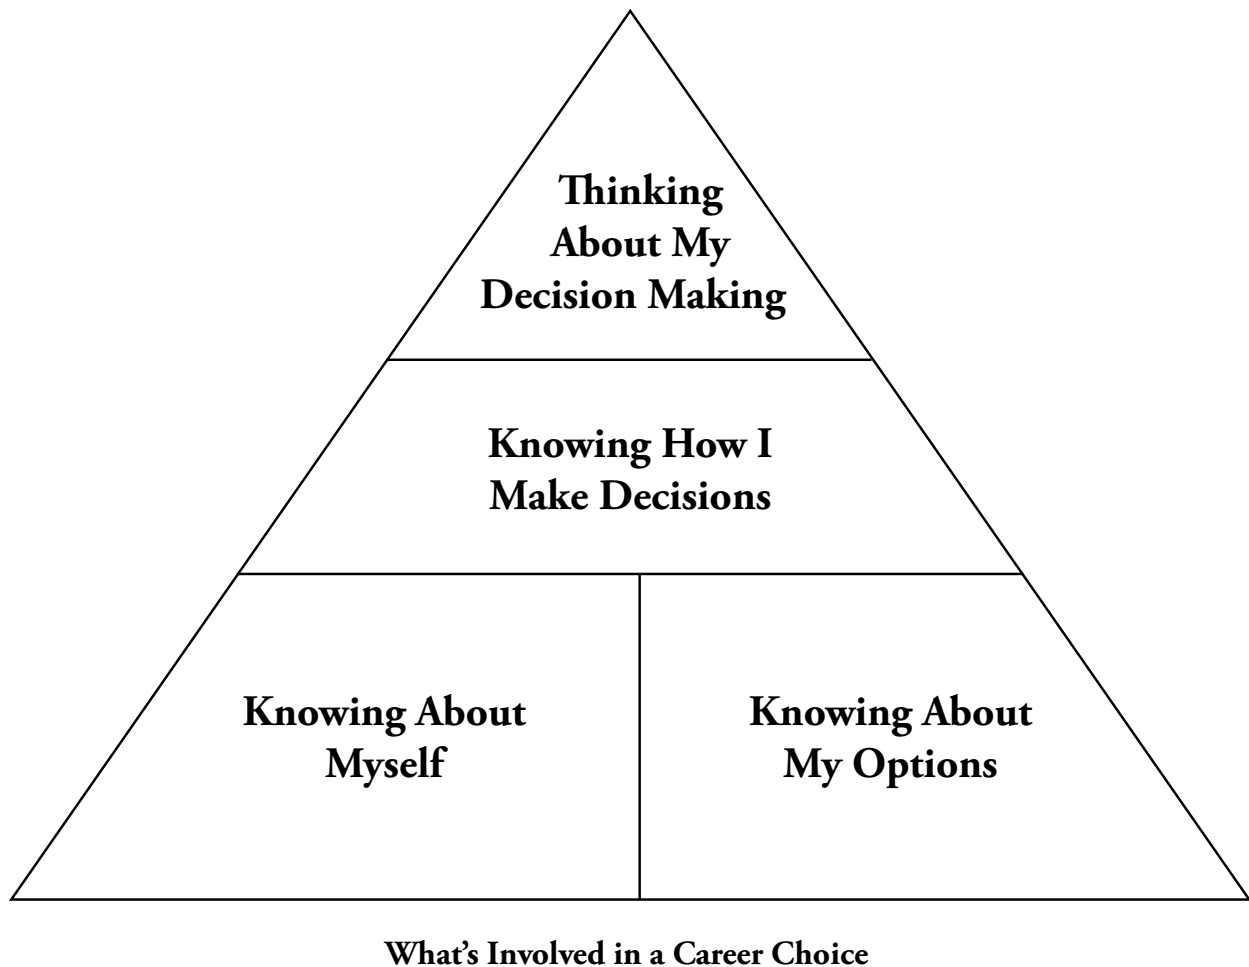 Thinking
About My
Decision Making
Knowing How I
Make Decisions
Knowing About
Myself
Knowing About
My Options
What's Involved in a Career Choice